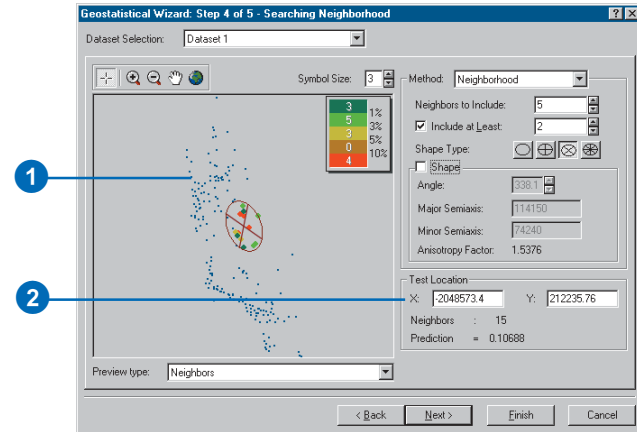 Geostatistical Wizard: Step 4 of 5 - Searching Neighborhood
Dataset Selection: Dataset 1
Symbol Size: 3
Method: Neighborhood
Neighbors to Include: 5
Include at Least: 2
Shape Type:
Shape
Angle: 338.1
Major Semiaxis: 114150
Minor Semiaxis: 74240
Anisotropy Factor: 1.5376
3
5
3
0
4
1%
3%
5%
10%
1
2
Test Location
X: -2048573.4 Y: 212235.76
Neighbors : 15
Prediction = 0.10688
Preview type: Neighbors
< Back Next > Finish Cancel